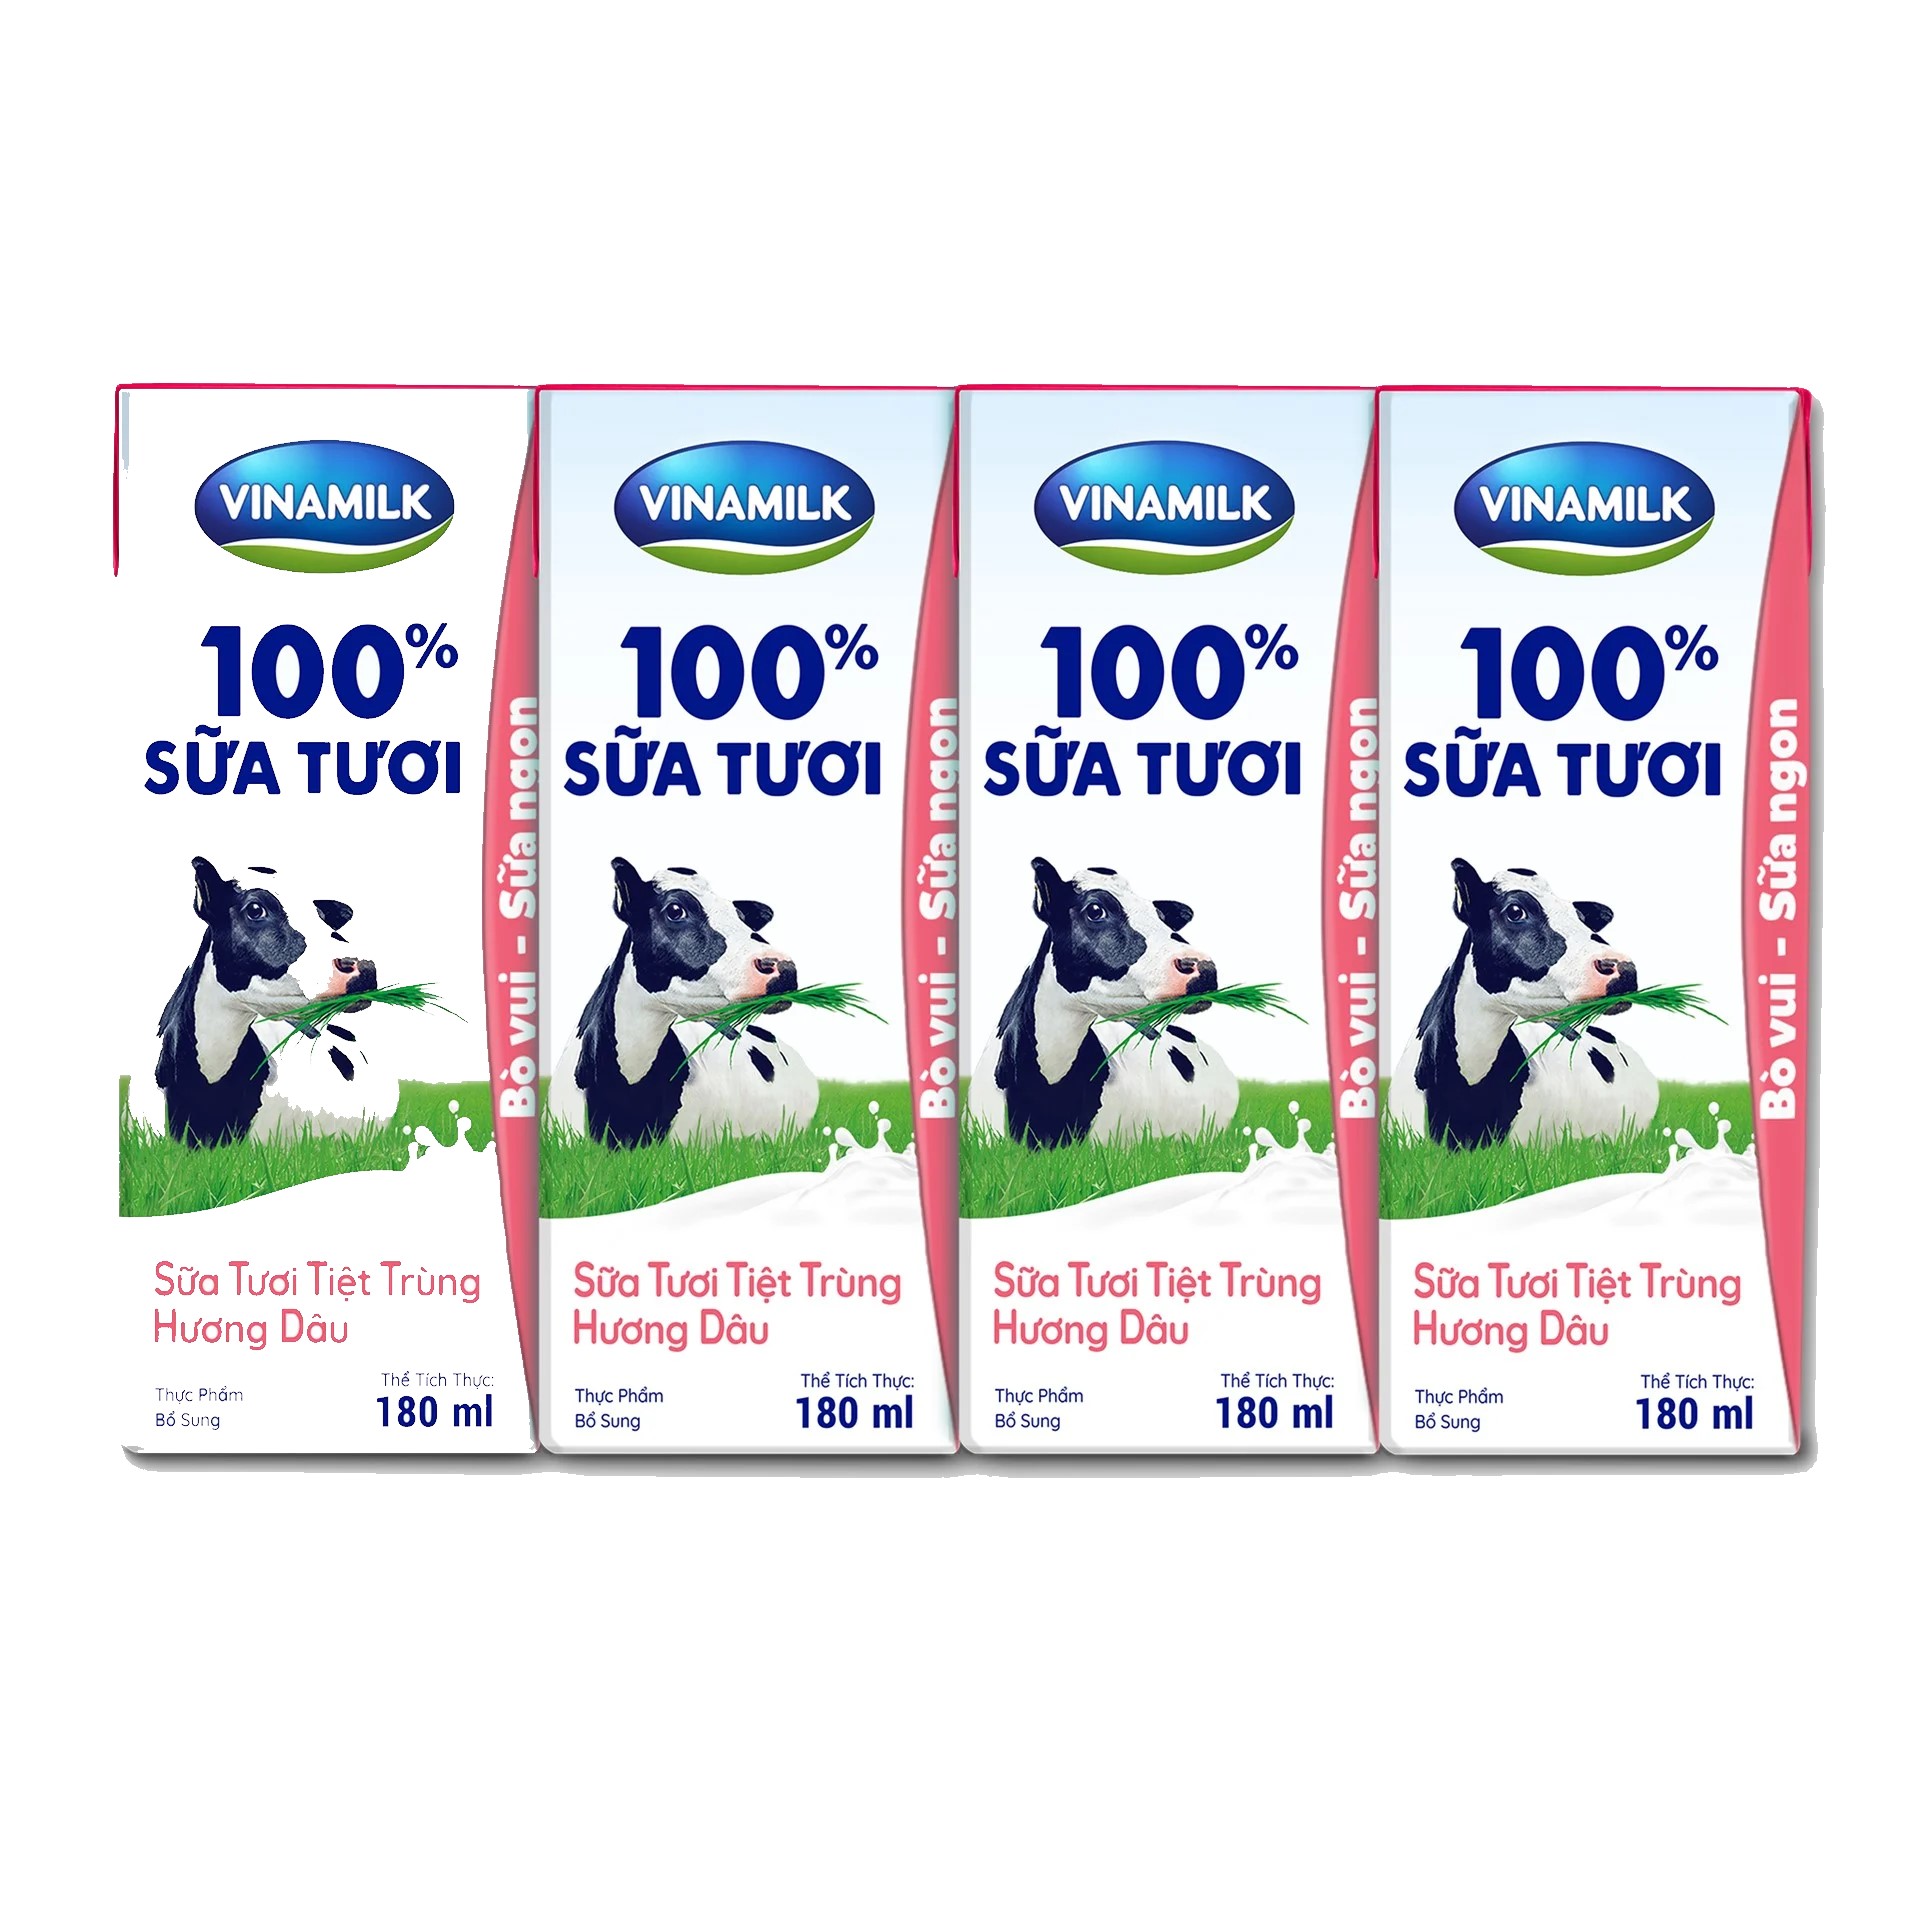 VINAMILK
100%
SỮA TƯƠI
Bò vui - Sữa ngon
Sữa Tươi Tiệt Trùng
Hương Dâu
Thực Phẩm
Bổ Sung
Thể Tích Thực:
180 ml
VINAMILK
100%
SỮA TƯƠI
Bò vui - Sữa ngon
Sữa Tươi Tiệt Trùng
Hương Dâu
Thực Phẩm
Bổ Sung
Thể Tích Thực:
180 ml
VINAMILK
100%
SỮA TƯƠI
Bò vui - Sữa ngon
Sữa Tươi Tiệt Trùng
Hương Dâu
Thực Phẩm
Bổ Sung
Thể Tích Thực:
180 ml
VINAMILK
100%
SỮA TƯƠI
Bò vui - Sữa ngon
Sữa Tươi Tiệt Trùng
Hương Dâu
Thực Phẩm
Bổ Sung
Thể Tích Thực:
180 ml